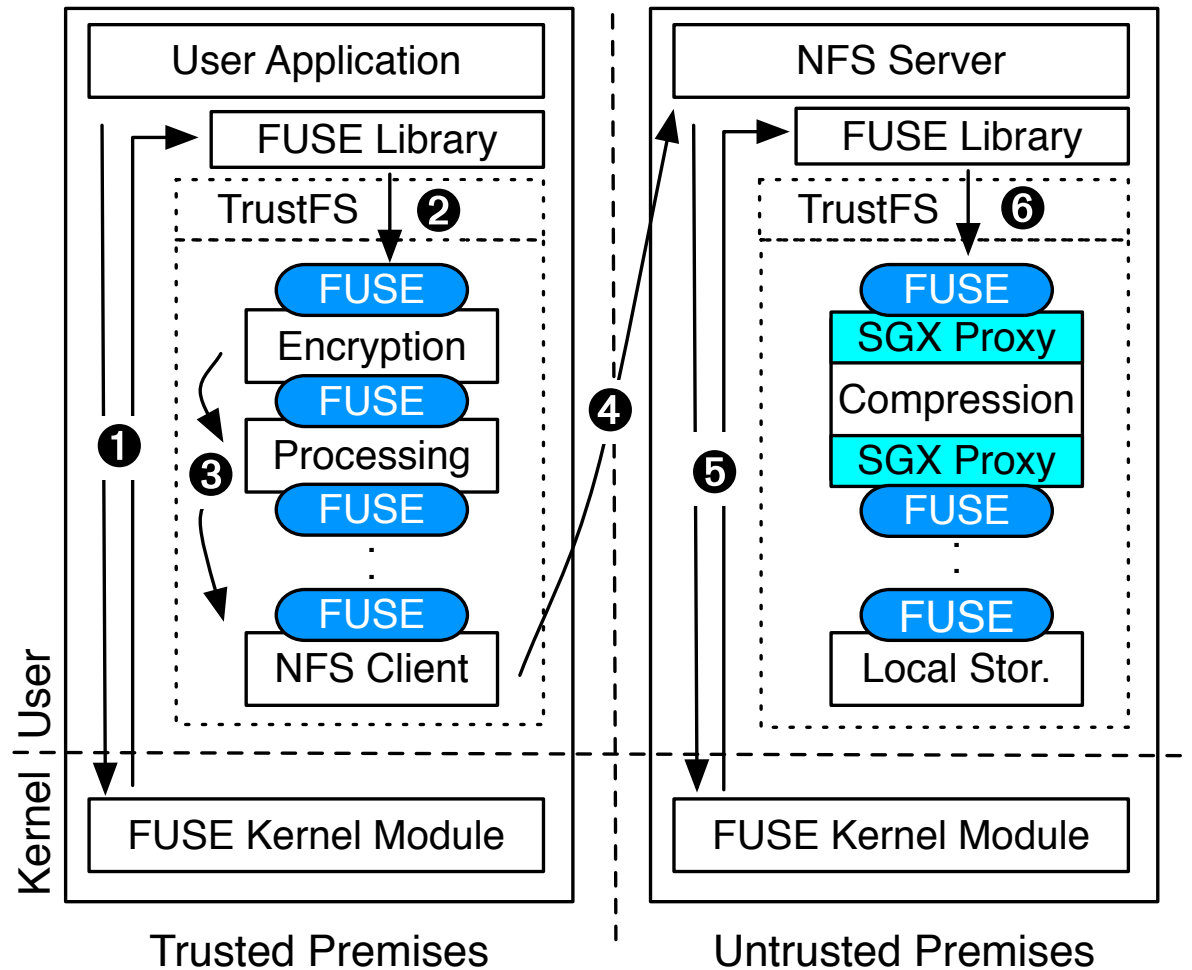 User Application
FUSE Library
TrustFS
❷
FUSE
Encryption
FUSE
❶
Processing
❸
FUSE
.
.
FUSE
NFS Client
FUSE Kernel Module
Trusted Premises
❹
NFS Server
FUSE Library
TrustFS
❻
FUSE
SGX Proxy
Compression
SGX Proxy
❺
FUSE
.
.
FUSE
Local Stor.
FUSE Kernel Module
Untrusted Premises
User
Kernel